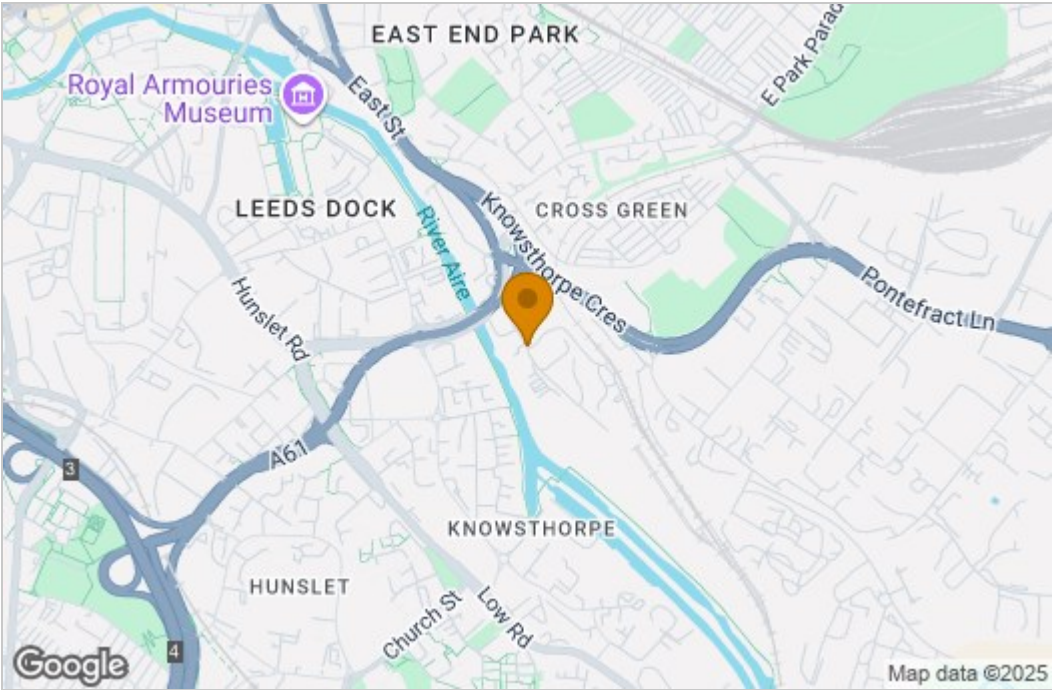 EAST END PARK
E Park Parad
Royal Armouries
Museum
East St
LEEDS DOCK
CROSS GREEN
Knowsthorpe Cres
River Aire
Pontefract Ln
Hunslet Rd
A61
3
KNOWSTHORPE
HUNSLET
Low Rd
Church St
4
Google
Map data ©2025